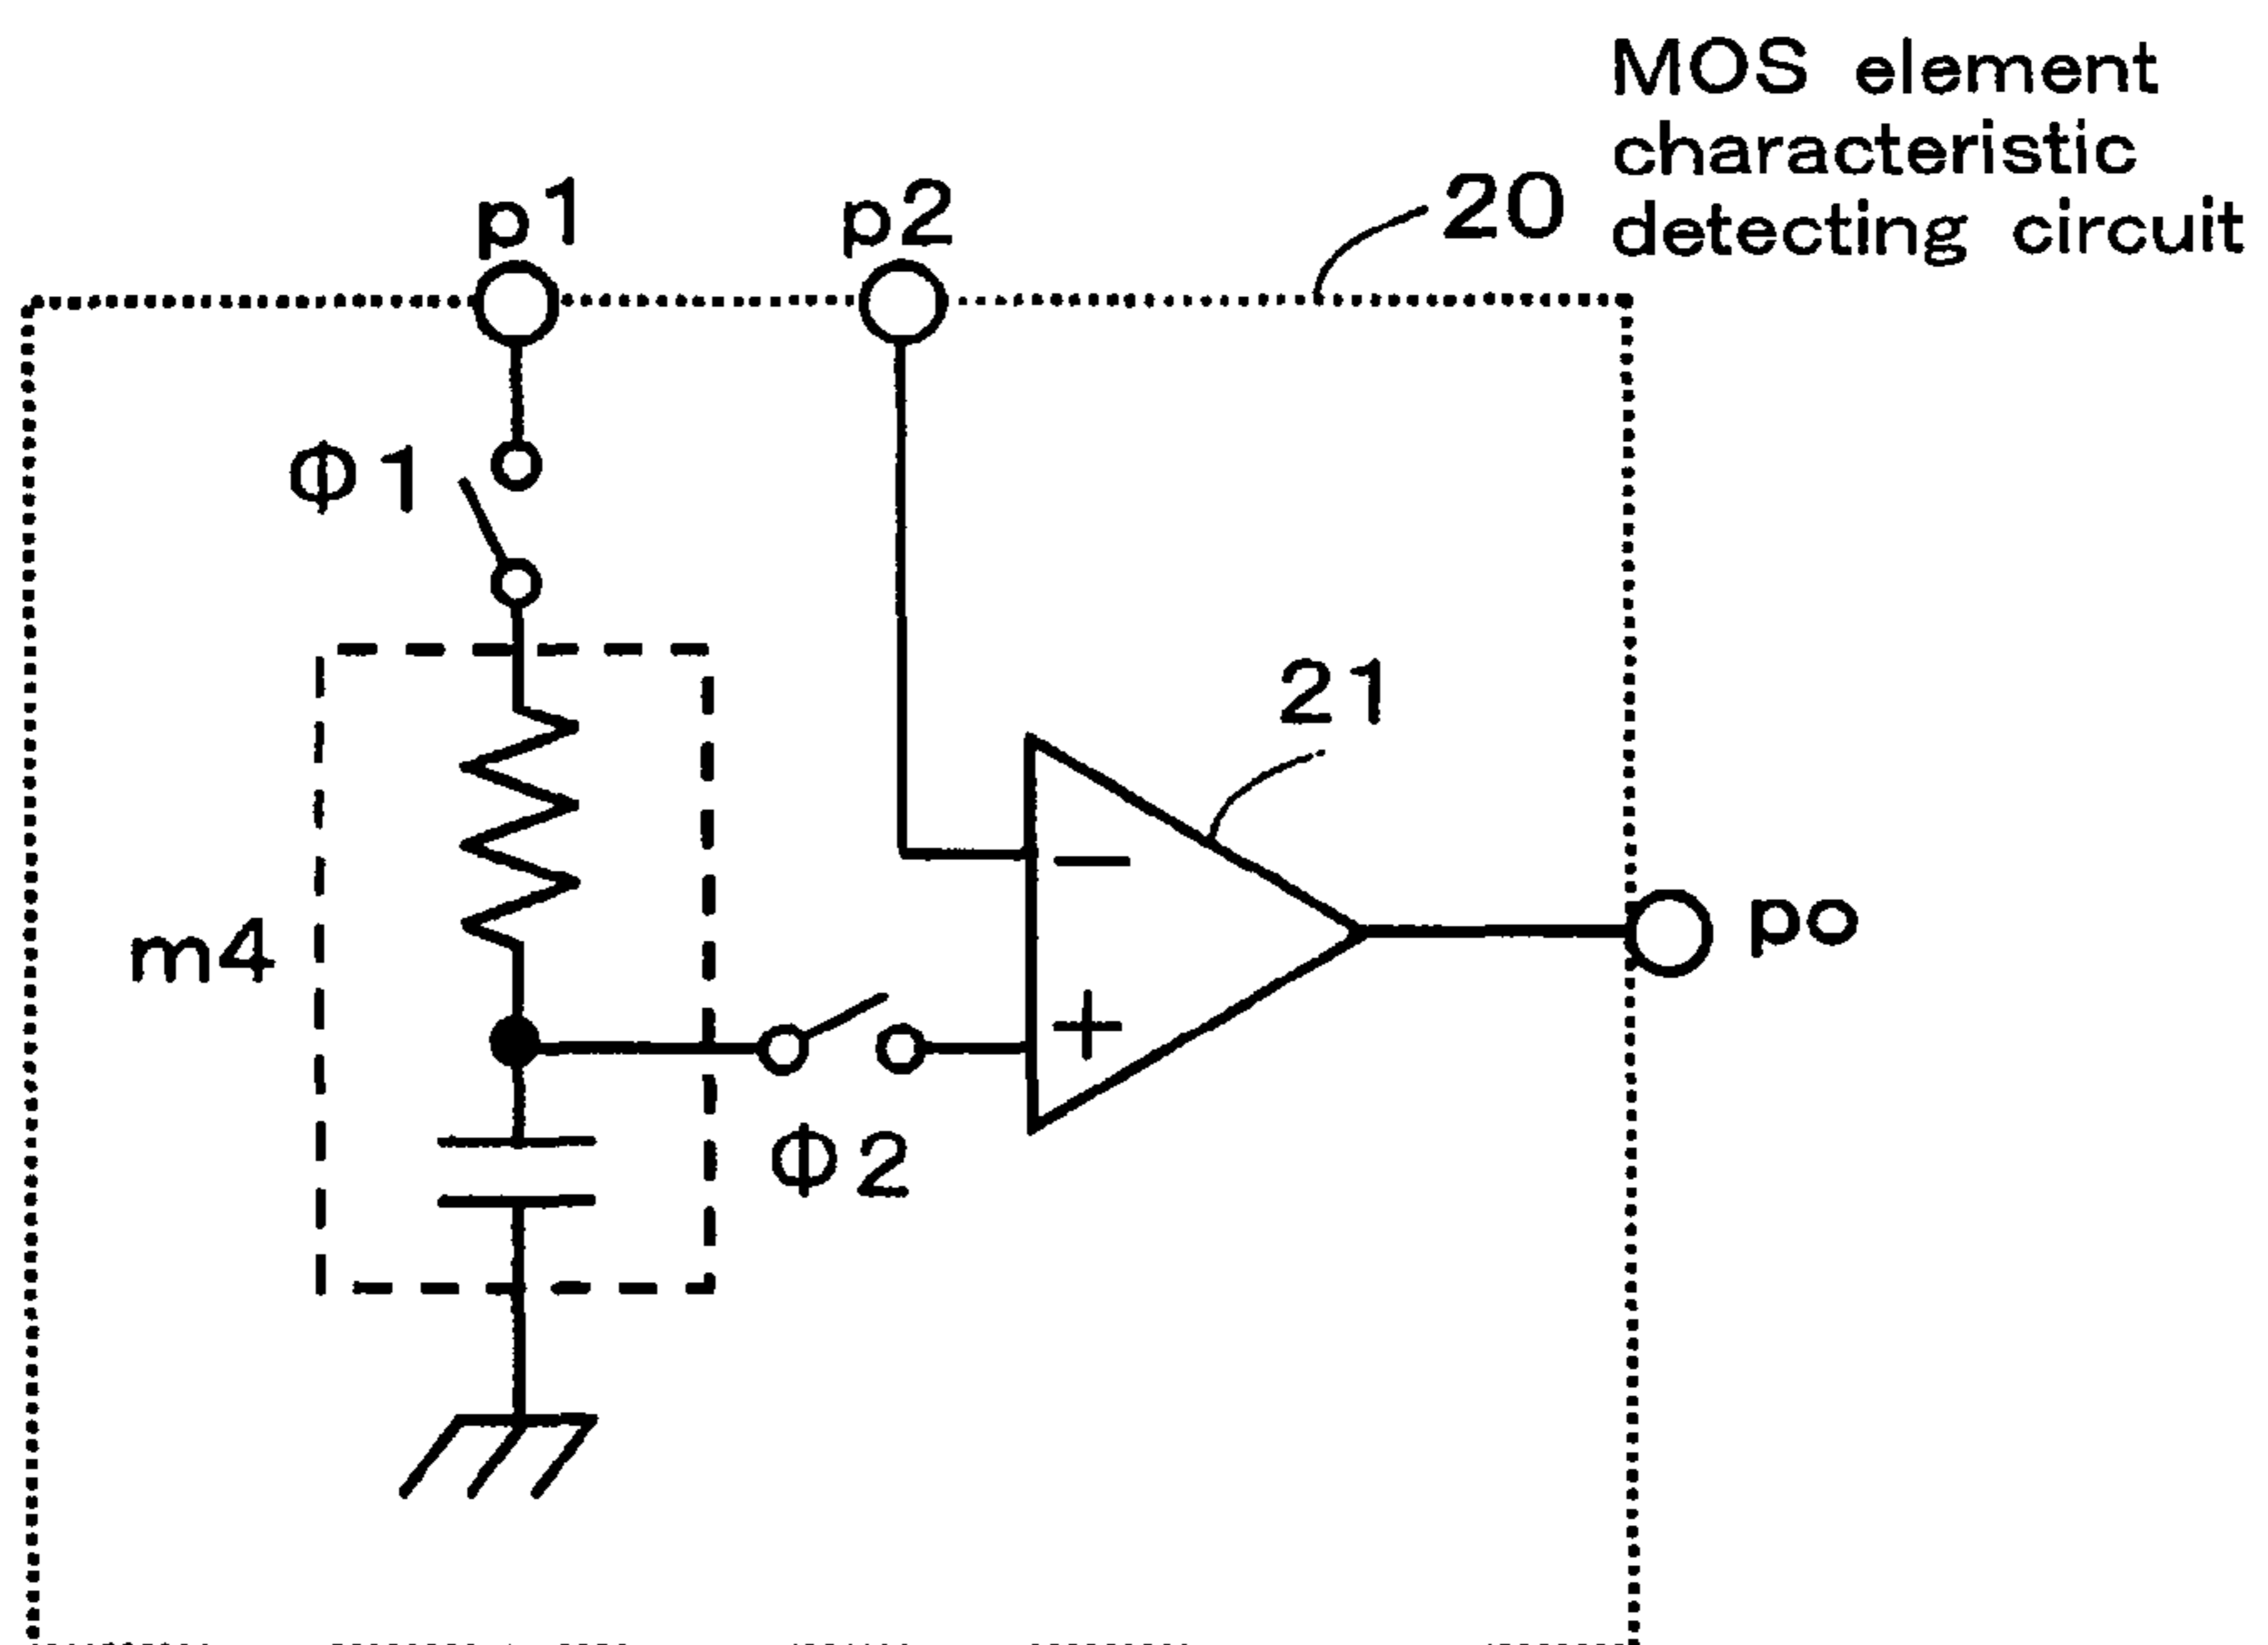 MOS element
characteristic
detecting circuit
20
p1
p2
Φ1
21
m4
po
Φ2